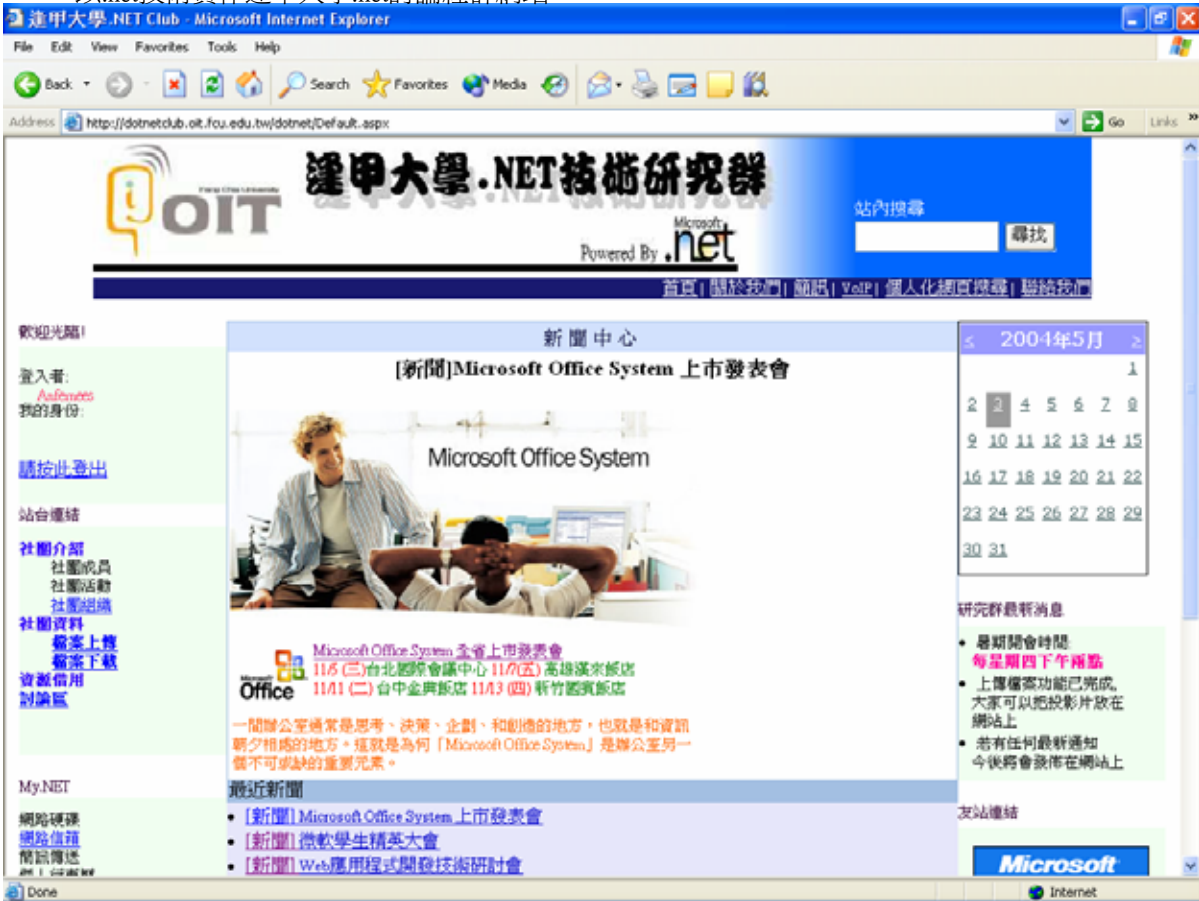 逢甲大學.NET Club - Microsoft Internet Explorer
File Edit View Favorites Tools Help
Back Search Favorites Media
Address http://dotnetclub.oit.fcu.edu.tw/dotnet/Default.aspx Go Links »
OIT
逢甲大學.NET技術研究群
Powered By Microsoft .net
站內搜尋
尋找
首頁 | 關於我們 | 簡訊 | VoIP | 個人化網頁搜尋 | 聯絡我們
歡迎光臨!
登入者:
Anferness
我的身份:
請按此登出
站台連結
社團介紹
社團成員
社團活動
社團組織
社團資料
檔案上傳
檔案下載
資源借用
討論區
My.NET
網路硬碟
網路信箱
簡訊傳送
新聞中心
[新聞]Microsoft Office System 上市發表會
Microsoft Office System
Microsoft Office System 全省上市發表會
11/5 (三)台北國際會議中心 11/7(五) 高雄漢來飯店
Office 11/11 (二) 台中金典飯店 11/13 (四) 新竹國賓飯店
一間辦公室通常是思考、決策、企劃、和創造的地方，也就是和資訊
朝夕相處的地方。這就是為何「Microsoft Office System」是辦公室另一
個不可或缺的重要元素。
最近新聞
• [新聞] Microsoft Office System 上市發表會
• [新聞] 微軟學生精英大會
• [新聞] Web應用程式開發技術研討會
< 2004年5月 >
1
2 3 4 5 6 7 8
9 10 11 12 13 14 15
16 17 18 19 20 21 22
23 24 25 26 27 28 29
30 31
研究群最新消息
• 暑期開會時間:
每星期四下午兩點
• 上傳檔案功能已完成,
大家可以把投影片放在
網站上
• 若有任何最新通知
今後將會發佈在網站上
友站連結
Microsoft
Done Internet